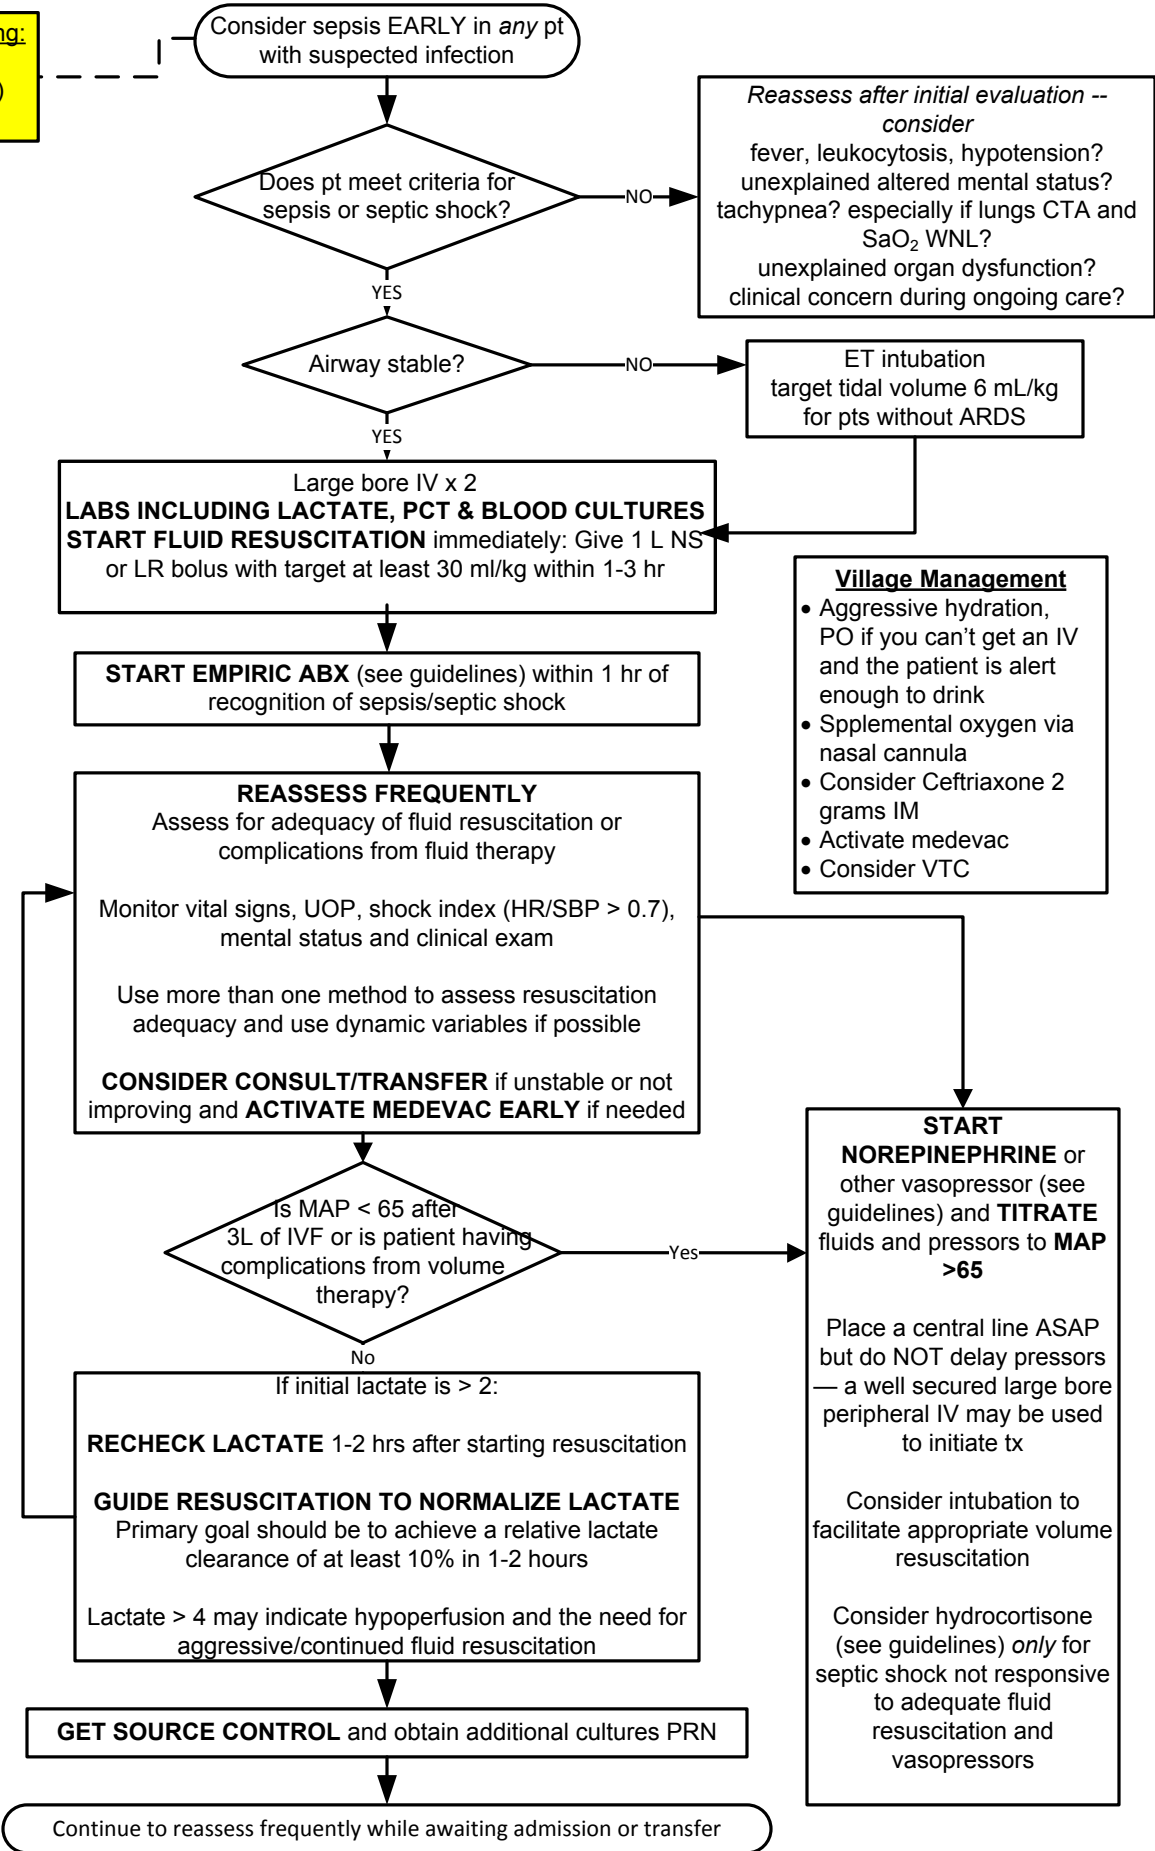 ng:
)
Consider sepsis EARLY in any pt
with suspected infection
Does pt meet criteria for
sepsis or septic shock?
NO
Reassess after initial evaluation --
consider
fever, leukocytosis, hypotension?
unexplained altered mental status?
tachypnea? especially if lungs CTA and
SaO₂ WNL?
unexplained organ dysfunction?
clinical concern during ongoing care?
YES
Airway stable?
NO
ET intubation
target tidal volume 6 mL/kg
for pts without ARDS
YES
Large bore IV x 2
LABS INCLUDING LACTATE, PCT & BLOOD CULTURES
START FLUID RESUSCITATION immediately: Give 1 L NS
or LR bolus with target at least 30 ml/kg within 1-3 hr
Village Management
• Aggressive hydration,
PO if you can't get an IV
and the patient is alert
enough to drink
• Spplemental oxygen via
nasal cannula
• Consider Ceftriaxone 2
grams IM
• Activate medevac
• Consider VTC
START EMPIRIC ABX (see guidelines) within 1 hr of
recognition of sepsis/septic shock
REASSESS FREQUENTLY
Assess for adequacy of fluid resuscitation or
complications from fluid therapy
Monitor vital signs, UOP, shock index (HR/SBP > 0.7),
mental status and clinical exam
Use more than one method to assess resuscitation
adequacy and use dynamic variables if possible
CONSIDER CONSULT/TRANSFER if unstable or not
improving and ACTIVATE MEDEVAC EARLY if needed
Is MAP < 65 after
3L of IVF or is patient having
complications from volume
therapy?
Yes
START
NOREPINEPHRINE or
other vasopressor (see
guidelines) and TITRATE
fluids and pressors to MAP
>65
Place a central line ASAP
but do NOT delay pressors
— a well secured large bore
peripheral IV may be used
to initiate tx
Consider intubation to
facilitate appropriate volume
resuscitation
Consider hydrocortisone
(see guidelines) only for
septic shock not responsive
to adequate fluid
resuscitation and
vasopressors
No
If initial lactate is > 2:
RECHECK LACTATE 1-2 hrs after starting resuscitation
GUIDE RESUSCITATION TO NORMALIZE LACTATE
Primary goal should be to achieve a relative lactate
clearance of at least 10% in 1-2 hours
Lactate > 4 may indicate hypoperfusion and the need for
aggressive/continued fluid resuscitation
GET SOURCE CONTROL and obtain additional cultures PRN
Continue to reassess frequently while awaiting admission or transfer